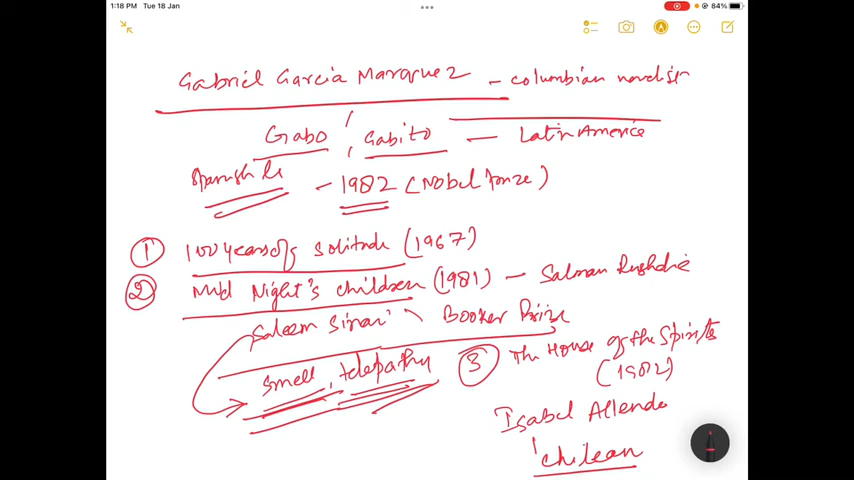 1:18 PM Tue 18 Jan
84%
Gabriel Garcia Marquez - columbian novelist
Gabo , Gabito - Latin America
Spanish - 1982 (Nobel Prize)
① 100 years of solitude (1967)
② Mid Night's children (1981) - Salman Rushdie
Saleem Sinai Booker Prize
smell, telepathy
③ The House of the Spirits
(1982)
Isabel Allende
chilean